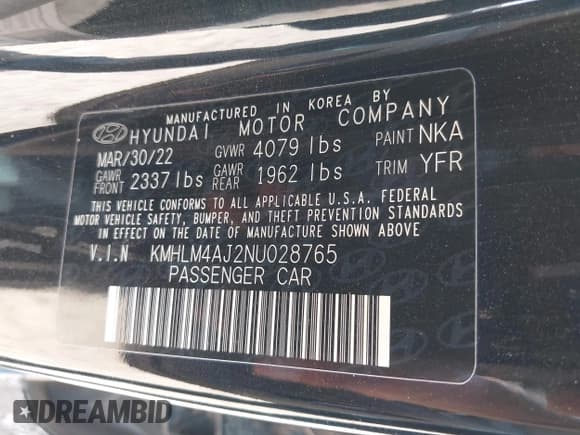 MANUFACTURED IN KOREA BY
HYUNDAI MOTOR COMPANY
MAR/30/22 GVWR 4079 lbs PAINT NKA
GAWR FRONT 2337 lbs GAWR REAR 1962 lbs TRIM YFR
THIS VEHICLE CONFORMS TO ALL APPLICABLE U.S.A. FEDERAL
MOTOR VEHICLE SAFETY, BUMPER, AND THEFT PREVENTION STANDARDS
IN EFFECT ON THE DATE OF MANUFACTURE SHOWN ABOVE
V.I.N KMHLM4AJ2NU028765
PASSENGER CAR
DREAMBID